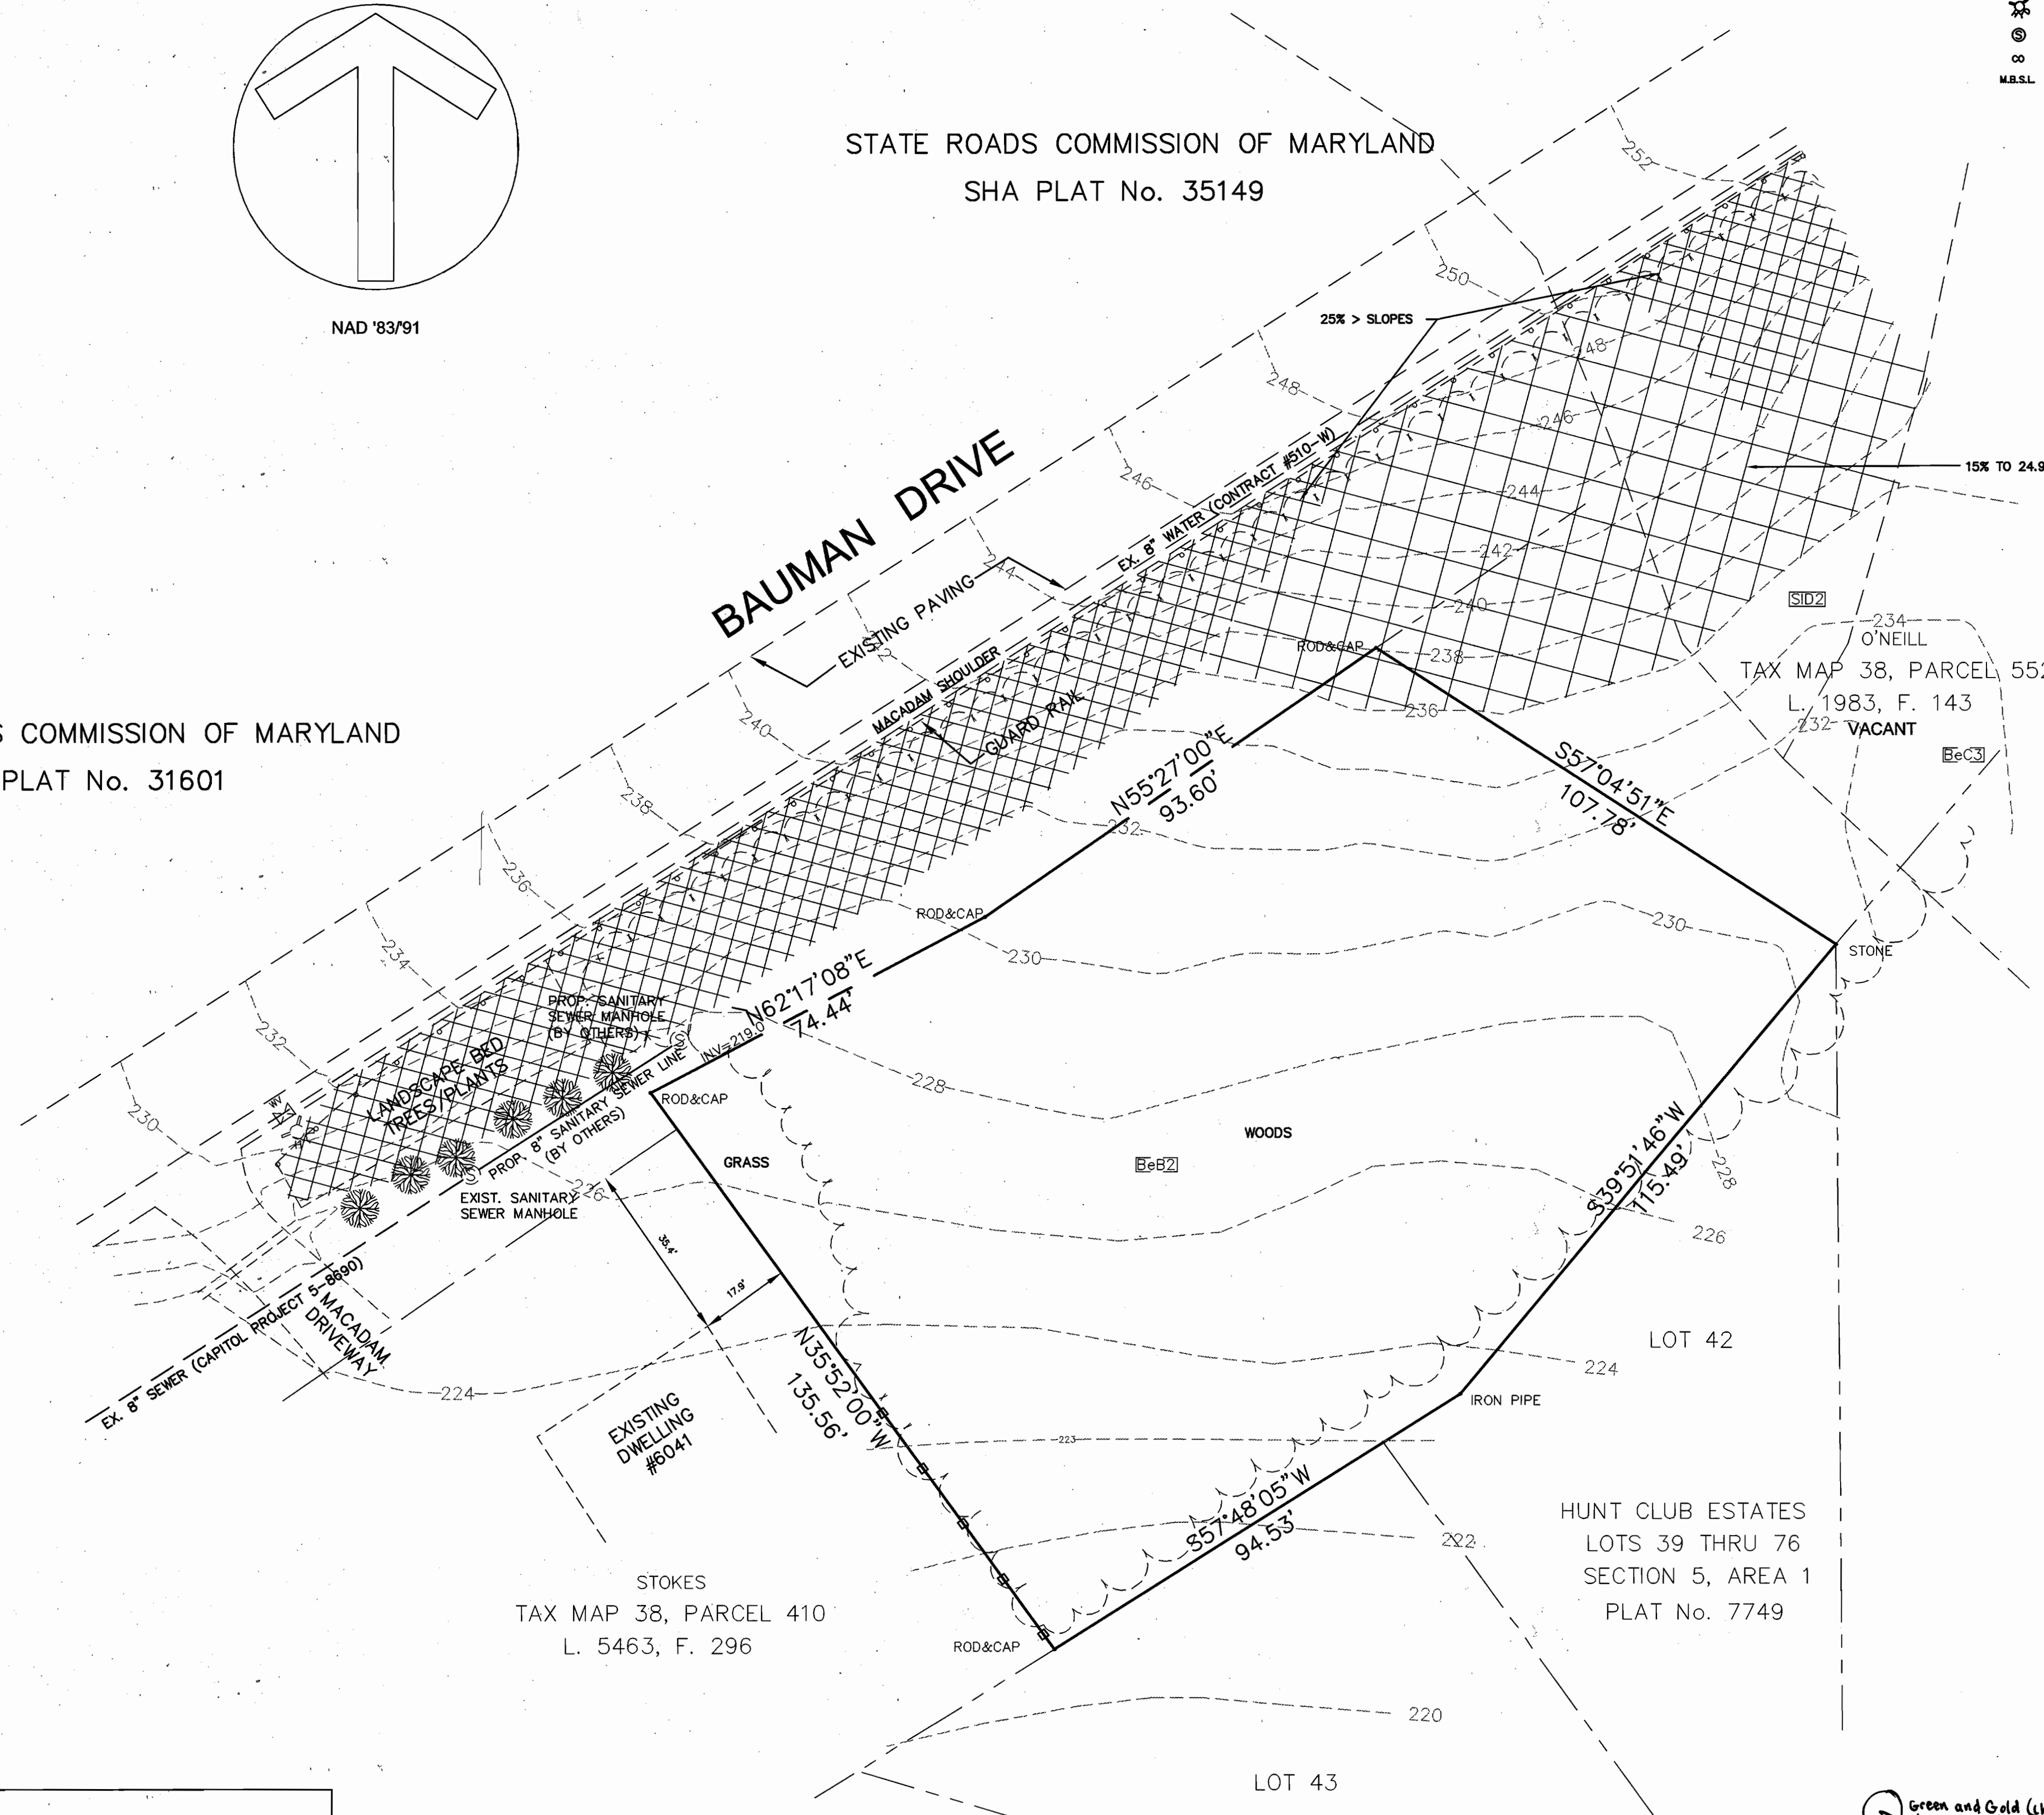 M.B.S.L.
NAD '83/'91
STATE ROADS COMMISSION OF MARYLAND
SHA PLAT No. 35149
252
250
25% > SLOPES
248
248
246
246
15% TO 24.9
244
244
242
242
240
240
EX. 8" WATER (CONTRACT #510-W)
BAUMAN DRIVE
EXISTING PAVING
MACADAM SHOULDER
GUARD RAIL
ROD&CAP
238
236
SlD2
234
O'NEILL
TAX MAP 38, PARCEL 552
L. 1983, F. 143
232
VACANT
BeC3
COMMISSION OF MARYLAND
PLAT No. 31601
238
236
234
232
230
N55°27'00"E
93.60'
S57°04'51"E
107.78'
232
ROD&CAP
230
230
STONE
N62°17'08"E
74.44'
PROP. SANITARY
SEWER MANHOLE
(BY OTHERS)
INV=219.0
LANDSCAPE BED
TREES/PLANTS
W
PROP. 8" SANITARY SEWER LINE
(BY OTHERS)
ROD&CAP
228
WOODS
GRASS
BeB2
S39°51'46"W
115.49'
228
EXIST. SANITARY
SEWER MANHOLE
226
226
35.4'
17.9'
EX. 8" SEWER (CAPITOL PROJECT 5-8690)
MACADAM
DRIVEWAY
N35°52'00"W
135.56'
LOT 42
224
224
IRON PIPE
EXISTING
DWELLING
#6041
223
S57°48'05"W
94.53'
222
HUNT CLUB ESTATES
LOTS 39 THRU 76
SECTION 5, AREA 1
PLAT No. 7749
STOKES
TAX MAP 38, PARCEL 410
L. 5463, F. 296
ROD&CAP
220
LOT 43
Green and Gold